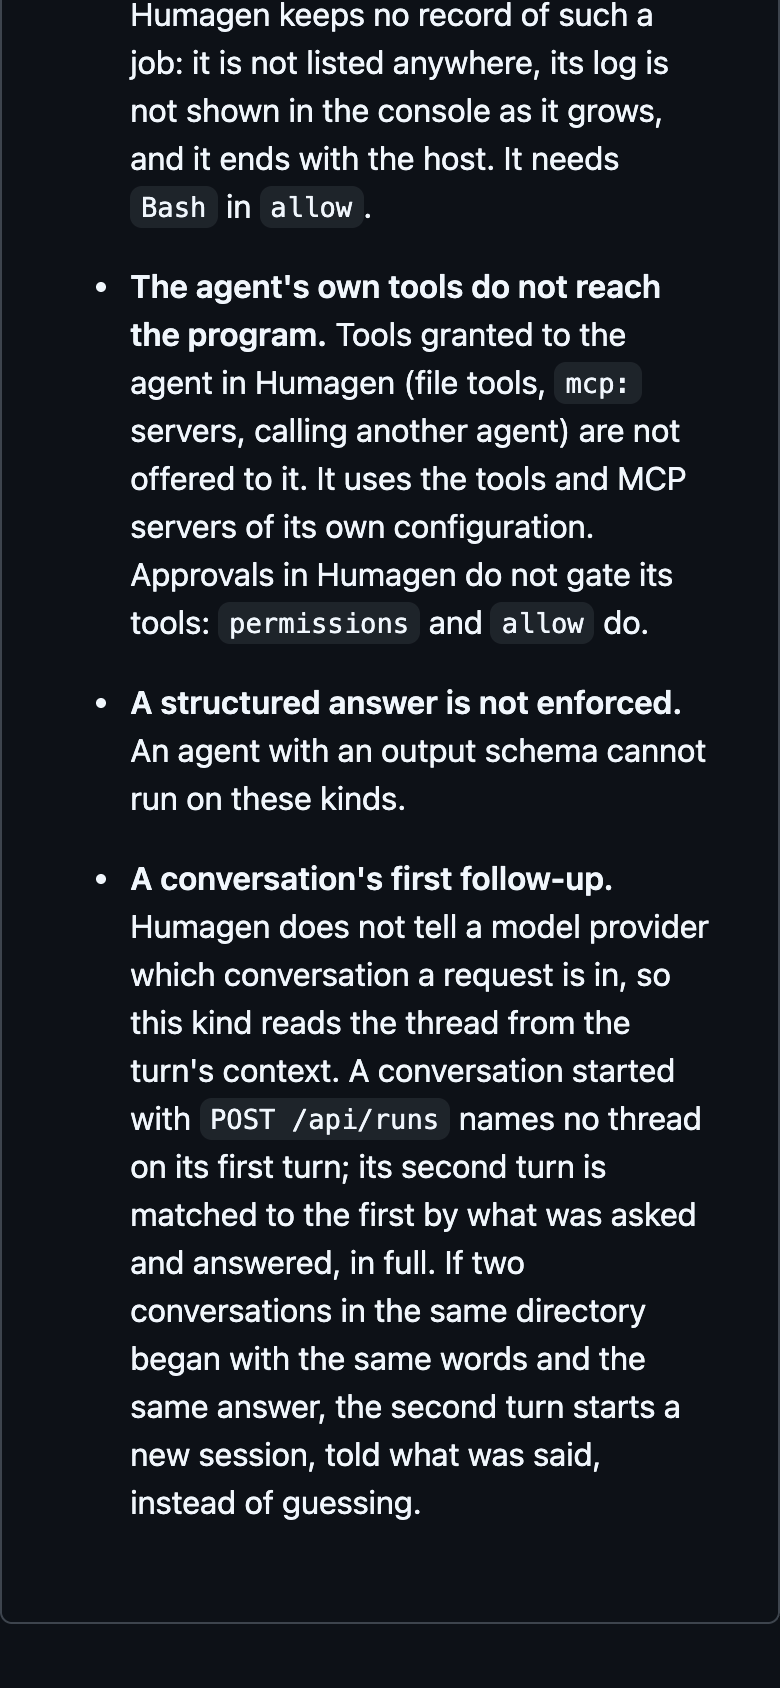 Humagen keeps no record of such a
job: it is not listed anywhere, its log is
not shown in the console as it grows,
and it ends with the host. It needs
Bash in allow.
• The agent's own tools do not reach
the program. Tools granted to the
agent in Humagen (file tools, mcp:
servers, calling another agent) are not
offered to it. It uses the tools and MCP
servers of its own configuration.
Approvals in Humagen do not gate its
tools: permissions and allow do.
• A structured answer is not enforced.
An agent with an output schema cannot
run on these kinds.
• A conversation's first follow-up.
Humagen does not tell a model provider
which conversation a request is in, so
this kind reads the thread from the
turn's context. A conversation started
with POST /api/runs names no thread
on its first turn; its second turn is
matched to the first by what was asked
and answered, in full. If two
conversations in the same directory
began with the same words and the
same answer, the second turn starts a
new session, told what was said,
instead of guessing.